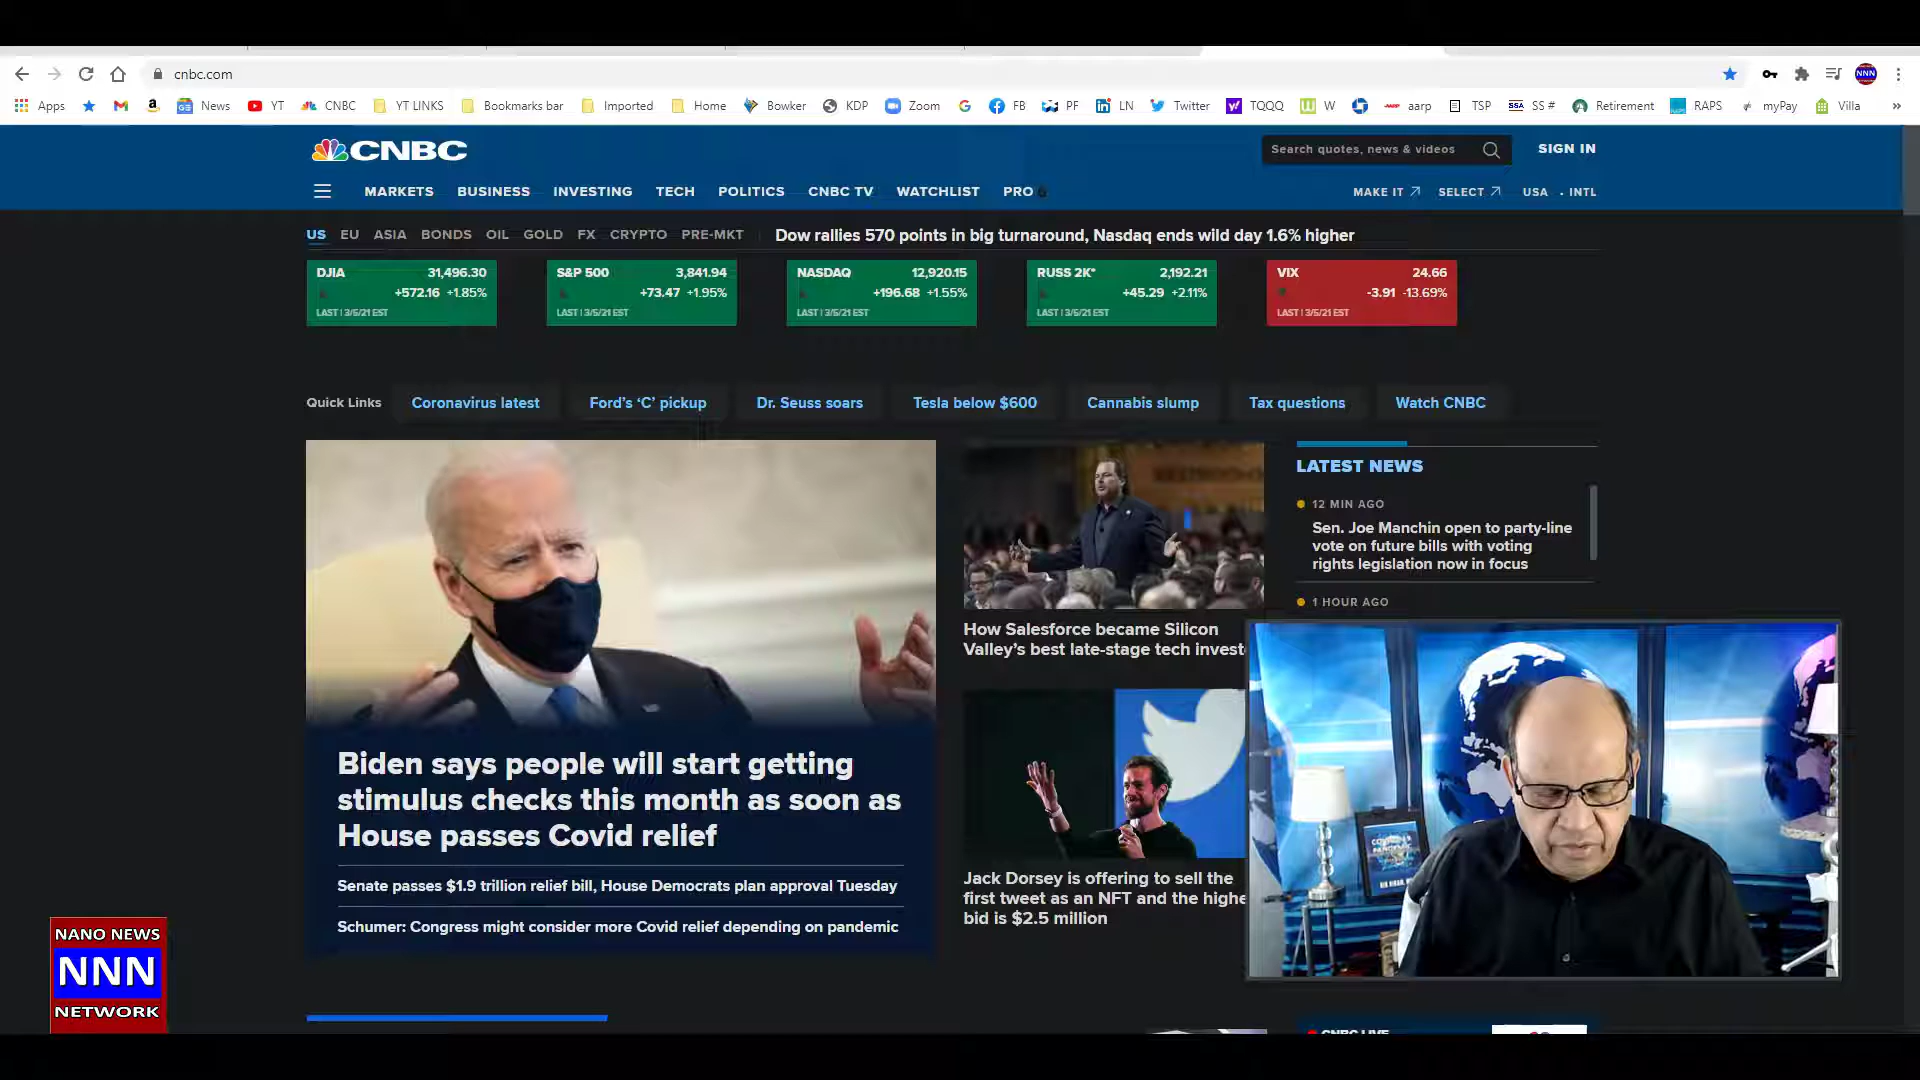 cnbc.com
NNN
Apps
News
YT
CNBC
YT LINKS
Bookmarks bar
Imported
Home
Bowker
KDP
Zoom
FB
PF
LN
Twitter
TQQQ
W
aarp
TSP
SSA SS #
Retirement
RAPS
myPay
Villa
CNBC
Search quotes, news & videos
SIGN IN
MARKETS BUSINESS INVESTING TECH POLITICS CNBC TV WATCHLIST PRO
MAKE IT SELECT USA • INTL
US EU ASIA BONDS OIL GOLD FX CRYPTO PRE-MKT
Dow rallies 570 points in big turnaround, Nasdaq ends wild day 1.6% higher
DJIA 31,496.30
+572.16 +1.85%
LAST | 3/5/21 EST
S&P 500 3,841.94
+73.47 +1.95%
LAST | 3/5/21 EST
NASDAQ 12,920.15
+196.68 +1.55%
LAST | 3/5/21 EST
RUSS 2K* 2,192.21
+45.29 +2.11%
LAST | 3/5/21 EST
VIX 24.66
-3.91 -13.69%
LAST | 3/5/21 EST
Quick Links
Coronavirus latest
Ford's ‘C’ pickup
Dr. Seuss soars
Tesla below $600
Cannabis slump
Tax questions
Watch CNBC
Biden says people will start getting
stimulus checks this month as soon as
House passes Covid relief
Senate passes $1.9 trillion relief bill, House Democrats plan approval Tuesday
Schumer: Congress might consider more Covid relief depending on pandemic
How Salesforce became Silicon
Valley's best late-stage tech invest
Jack Dorsey is offering to sell the
first tweet as an NFT and the highe
bid is $2.5 million
LATEST NEWS
12 MIN AGO
Sen. Joe Manchin open to party-line
vote on future bills with voting
rights legislation now in focus
1 HOUR AGO
CNBC LIVE
NANO NEWS
NNN
NETWORK